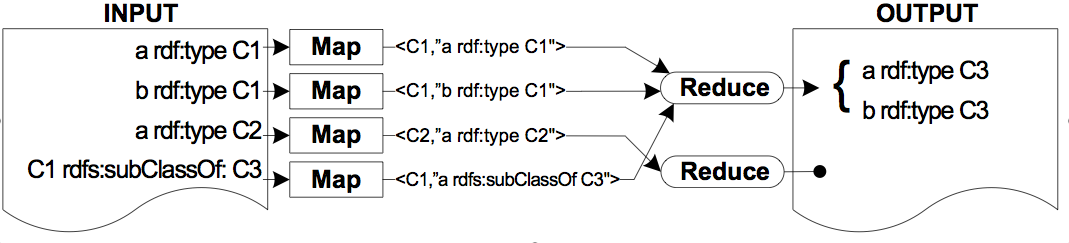 INPUT
OUTPUT
a rdf:type C1
Map
<C1,"a rdf:type C1">
b rdf:type C1
Map
<C1,"b rdf:type C1">
a rdf:type C2
Map
<C2,"a rdf:type C2">
C1 rdfs:subClassOf: C3
Map
<C1,"a rdfs:subClassOf C3">
Reduce
Reduce
{ a rdf:type C3
b rdf:type C3